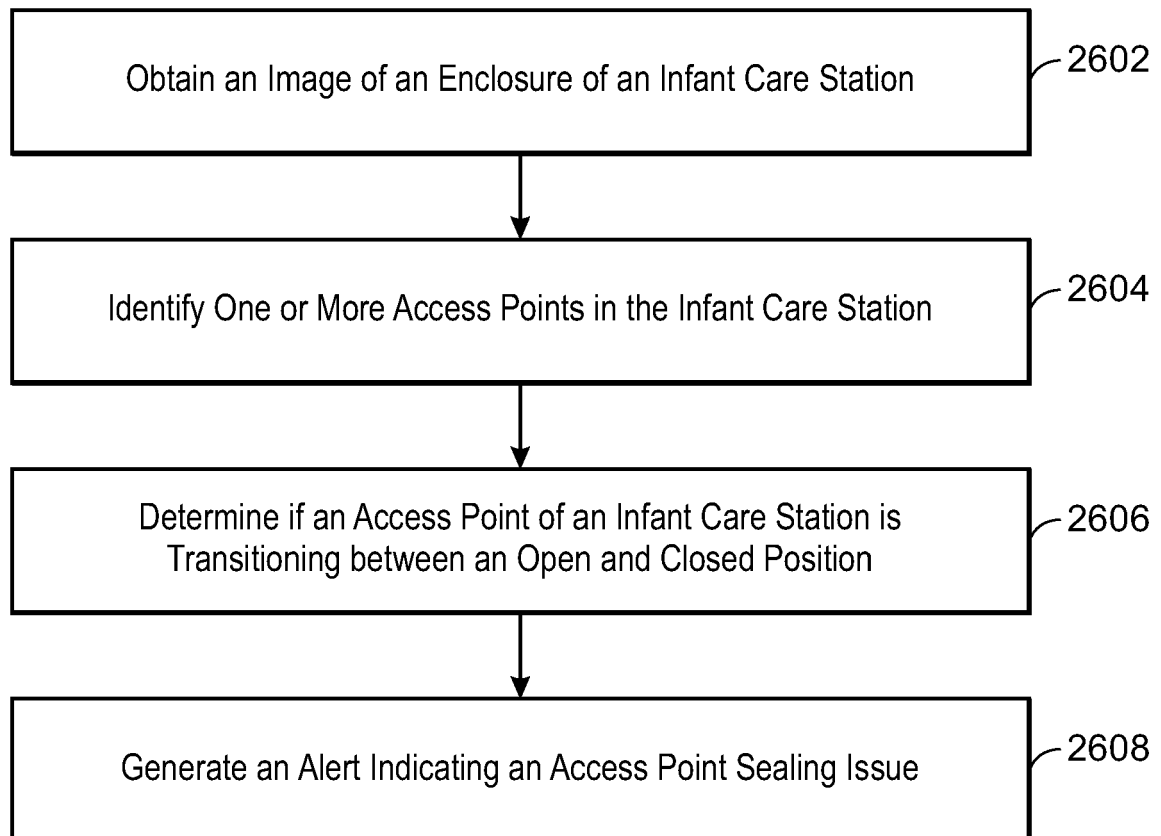 Obtain an Image of an Enclosure of an Infant Care Station
2602
Identify One or More Access Points in the Infant Care Station
2604
Determine if an Access Point of an Infant Care Station is
Transitioning between an Open and Closed Position
2606
Generate an Alert Indicating an Access Point Sealing Issue
2608